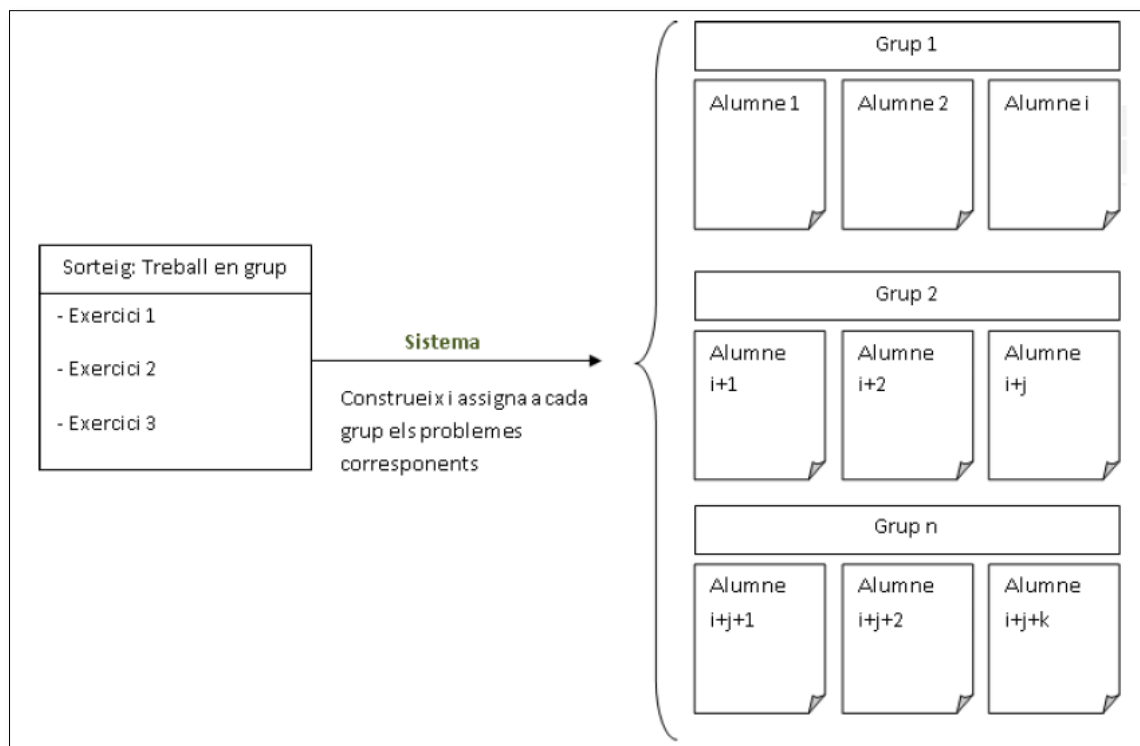 Grup 1
Alumne 1
Alumne 2
Alumne i
Sorteig: Treball en grup
- Exercici 1
- Exercici 2
- Exercici 3
Sistema
Construeix i assigna a cada
grup els problemes
corresponents
Grup 2
Alumne
i+1
Alumne
i+2
Alumne
i+j
Grup n
Alumne
i+j+1
Alumne
i+j+2
Alumne
i+j+k